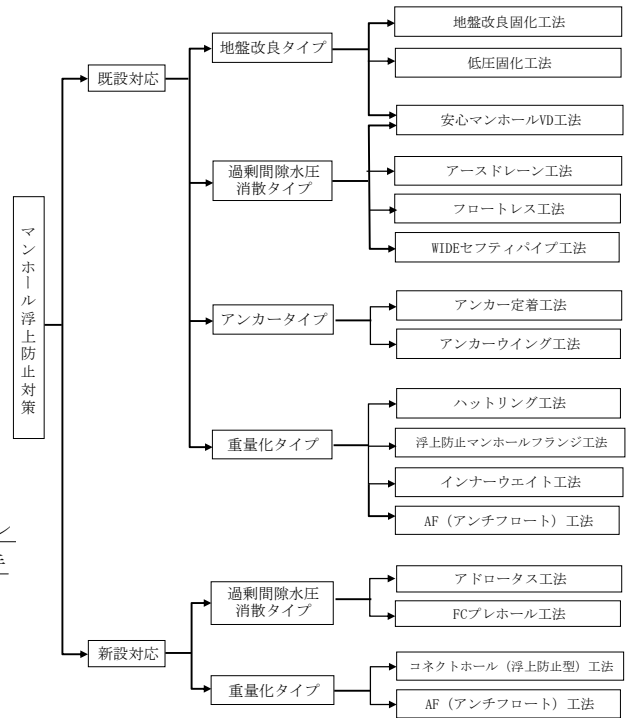 マンホール浮上防止対策
既設対応
地盤改良タイプ
地盤改良固化工法
低圧固化工法
安心マンホールVD工法
過剰間隙水圧
消散タイプ
アースドレーン工法
フロートレス工法
WIDEセフティパイプ工法
アンカータイプ
アンカー定着工法
アンカーウイング工法
重量化タイプ
ハットリング工法
浮上防止マンホールフランジ工法
インナーウエイト工法
AF（アンチフロート）工法
新設対応
過剰間隙水圧
消散タイプ
アドロータス工法
FCプレホール工法
重量化タイプ
コネクトホール（浮上防止型）工法
AF（アンチフロート）工法
ン